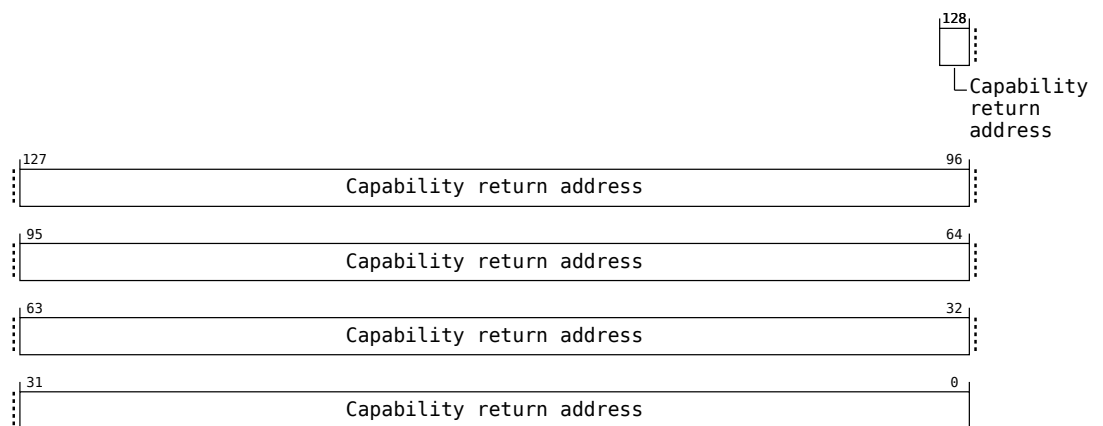 128
Capability
return
address
127 96
Capability return address
95 64
Capability return address
63 32
Capability return address
31 0
Capability return address